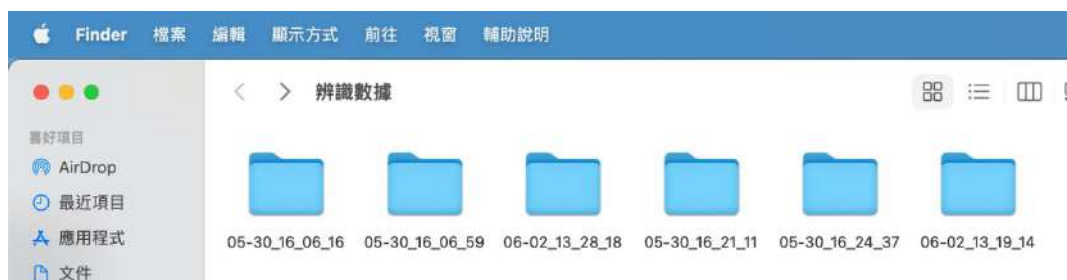 Finder 檔案 編輯 顯示方式 前往 視窗 輔助說明
辨識數據
喜好項目
AirDrop
最近項目
應用程式
文件
05-30_16_06_16 05-30_16_06_59 06-02_13_28_18 05-30_16_21_11 05-30_16_24_37 06-02_13_19_14